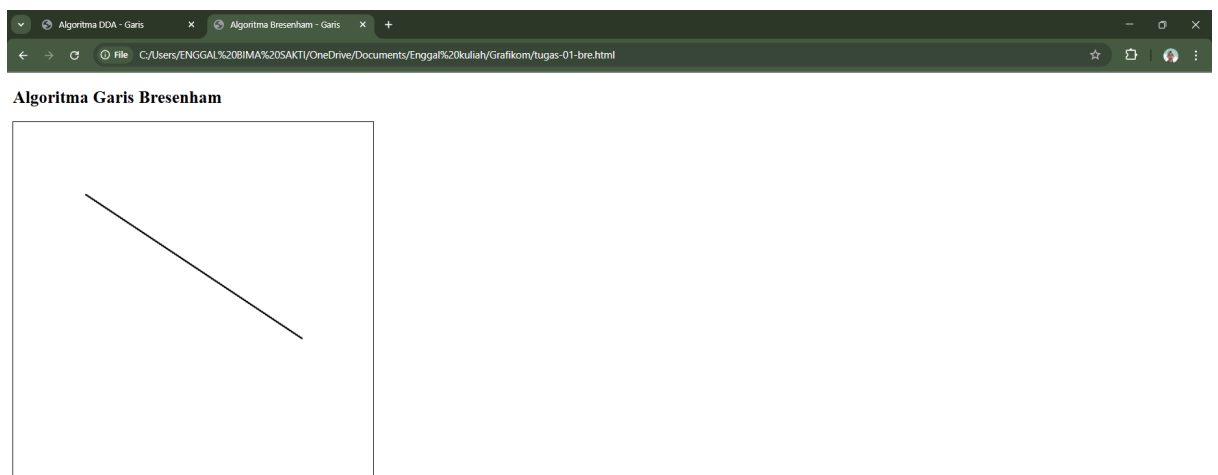 Algoritma DDA - Garis
Algoritma Bresenham - Garis
File C:/Users/ENGGAL%20BIMA%20SAKTI/OneDrive/Documents/Enggal%20kuliah/Grafikom/tugas-01-bre.html
Algoritma Garis Bresenham